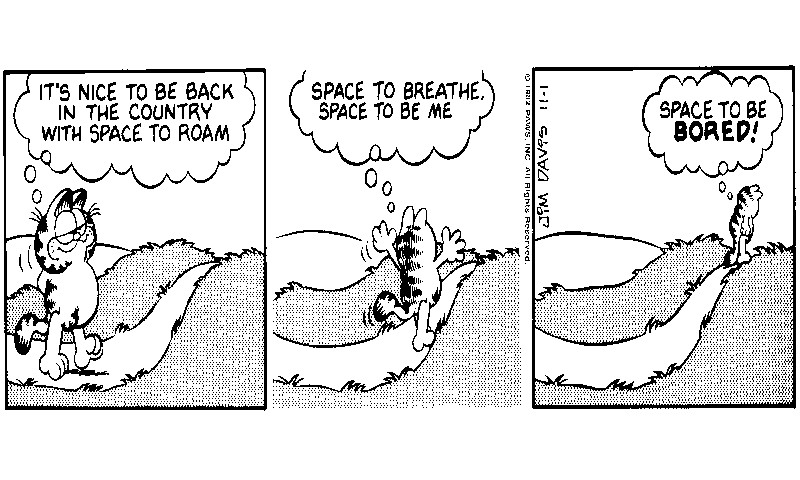 IT'S NICE TO BE BACK
IN THE COUNTRY
WITH SPACE TO ROAM
SPACE TO BREATHE,
SPACE TO BE ME
© 1982 PAWS, INC. All Rights Reserved.
JIM DAVIS 11-1
SPACE TO BE
BORED!